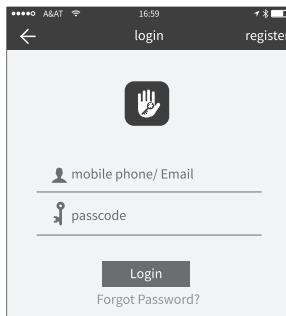 A&AT 16:59
login register
mobile phone/ Email
passcode
Login
Forgot Password?